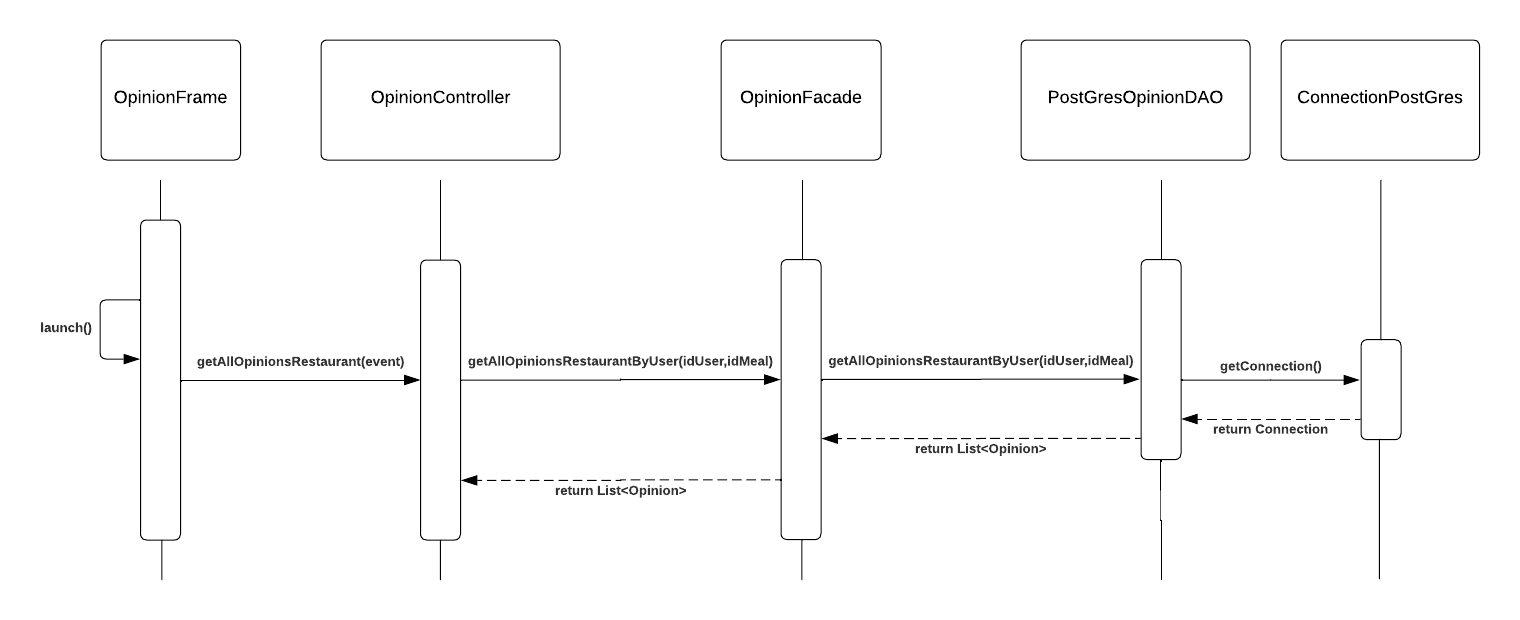 OpinionFrame
OpinionController
OpinionFacade
PostGresOpinionDAO
ConnectionPostGres
launch()
getAllOpinionsRestaurant(event)
getAllOpinionsRestaurantByUser(idUser,idMeal)
getAllOpinionsRestaurantByUser(idUser,idMeal)
getConnection()
return Connection
return List<Opinion>
return List<Opinion>